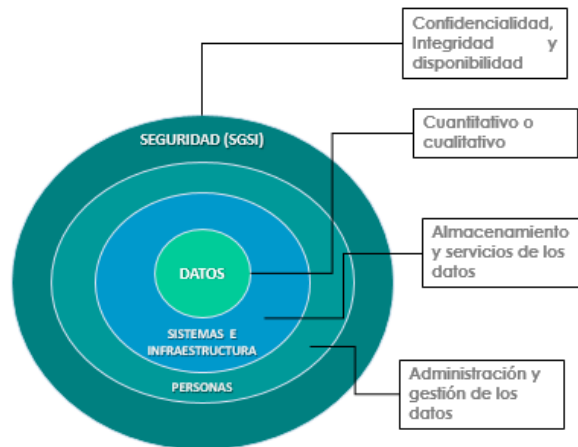 Confidencialidad,
Integridad y
disponibilidad
SEGURIDAD (SGSI)
Cuantitativo o
cualitativo
Almacenamiento
y servicios de los
datos
DATOS
SISTEMAS E
INFRAESTRUCTURA
PERSONAS
Administración y
gestión de los
datos